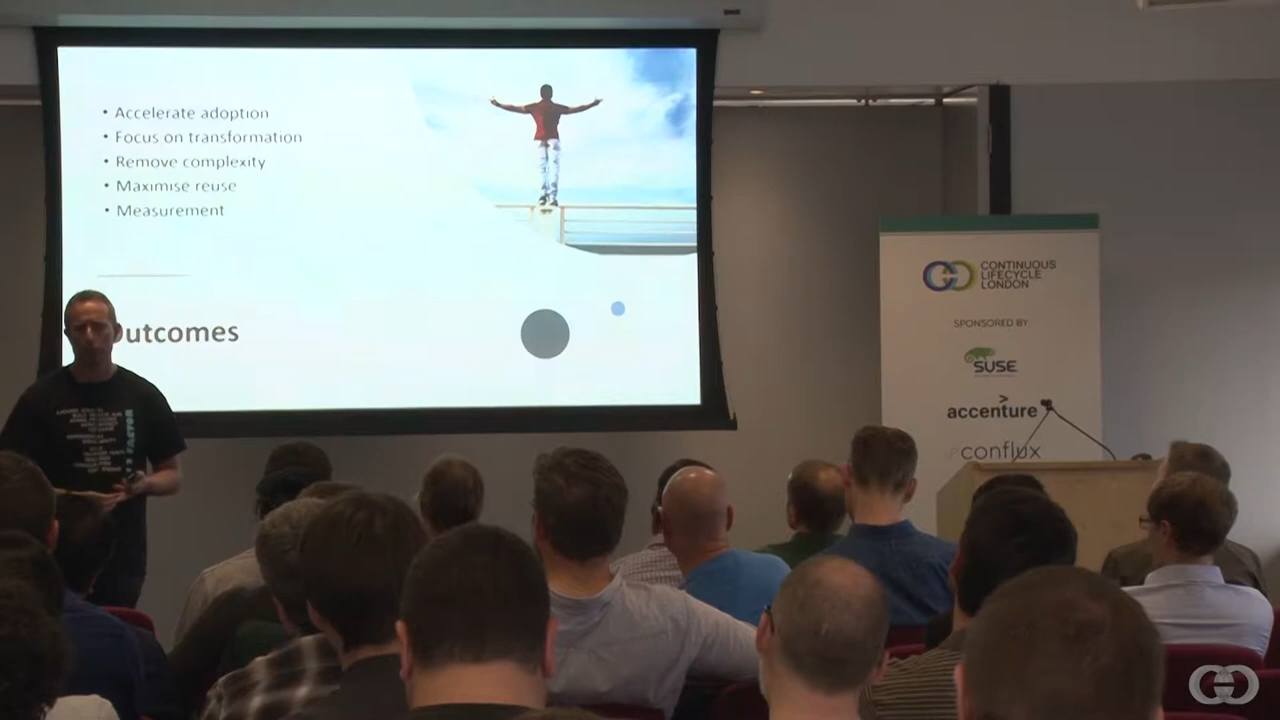 • Accelerate adoption
• Focus on transformation
• Remove complexity
• Maximise reuse
• Measurement
utcomes
CONTINUOUS
LIFECYCLE
LONDON
SPONSORED BY
SUSE
>
accenture
conflux